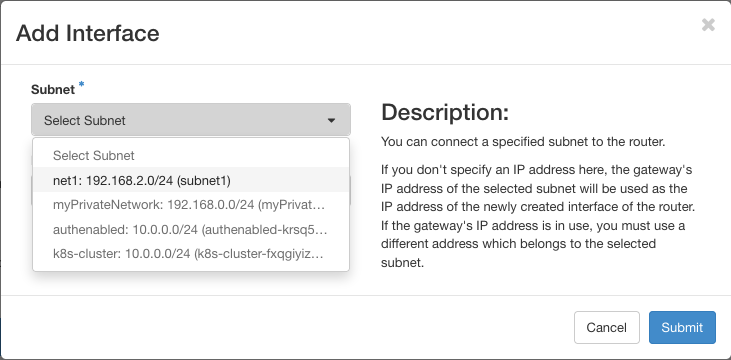 Add Interface
×
Subnet *
Select Subnet
Select Subnet
net1: 192.168.2.0/24 (subnet1)
myPrivateNetwork: 192.168.0.0/24 (myPrivat...
authenabled: 10.0.0.0/24 (authenabled-krsq5...
k8s-cluster: 10.0.0.0/24 (k8s-cluster-fxqgiyiz...
Description:
You can connect a specified subnet to the router.
If you don't specify an IP address here, the gateway's
IP address of the selected subnet will be used as the
IP address of the newly created interface of the router.
If the gateway's IP address is in use, you must use a
different address which belongs to the selected
subnet.
Cancel
Submit